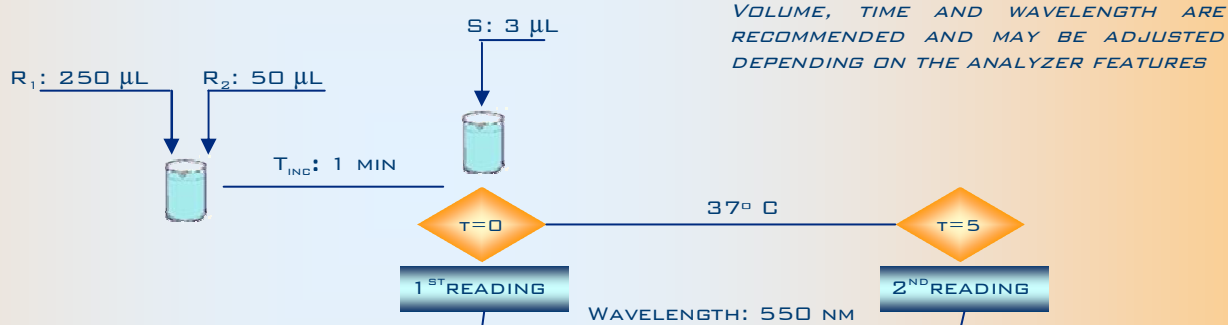 VOLUME, TIME AND WAVELENGTH ARE
RECOMMENDED AND MAY BE ADJUSTED
DEPENDING ON THE ANALYZER FEATURES
S: 3 µL
R₁: 250 µL
R₂: 50 µL
TINC: 1 MIN
37º C
T=0
T=5
1ST READING
2ND READING
WAVELENGTH: 550 NM